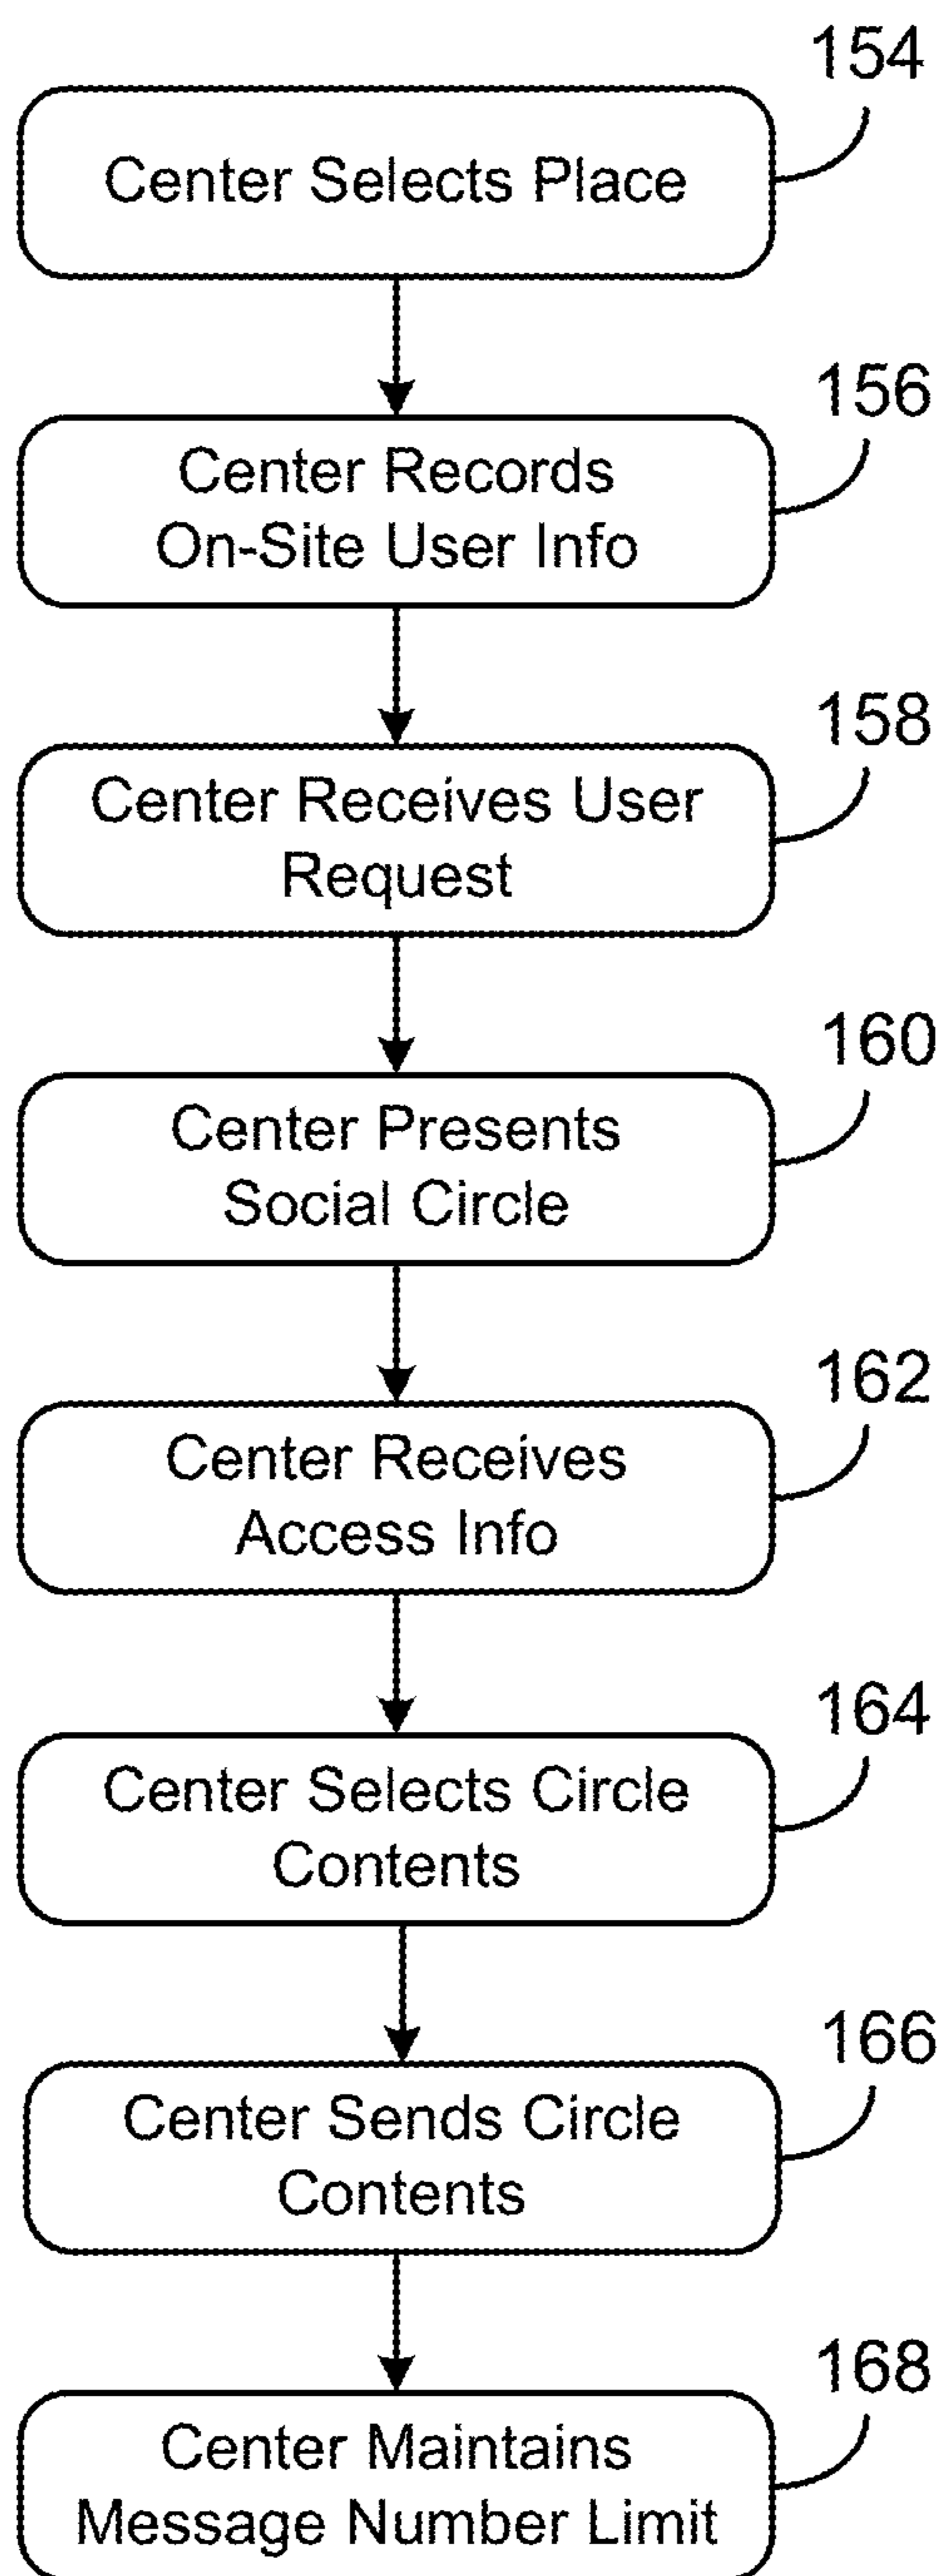 154
Center Selects Place
156
Center Records
On-Site User Info
158
Center Receives User
Request
160
Center Presents
Social Circle
162
Center Receives
Access Info
164
Center Selects Circle
Contents
166
Center Sends Circle
Contents
168
Center Maintains
Message Number Limit